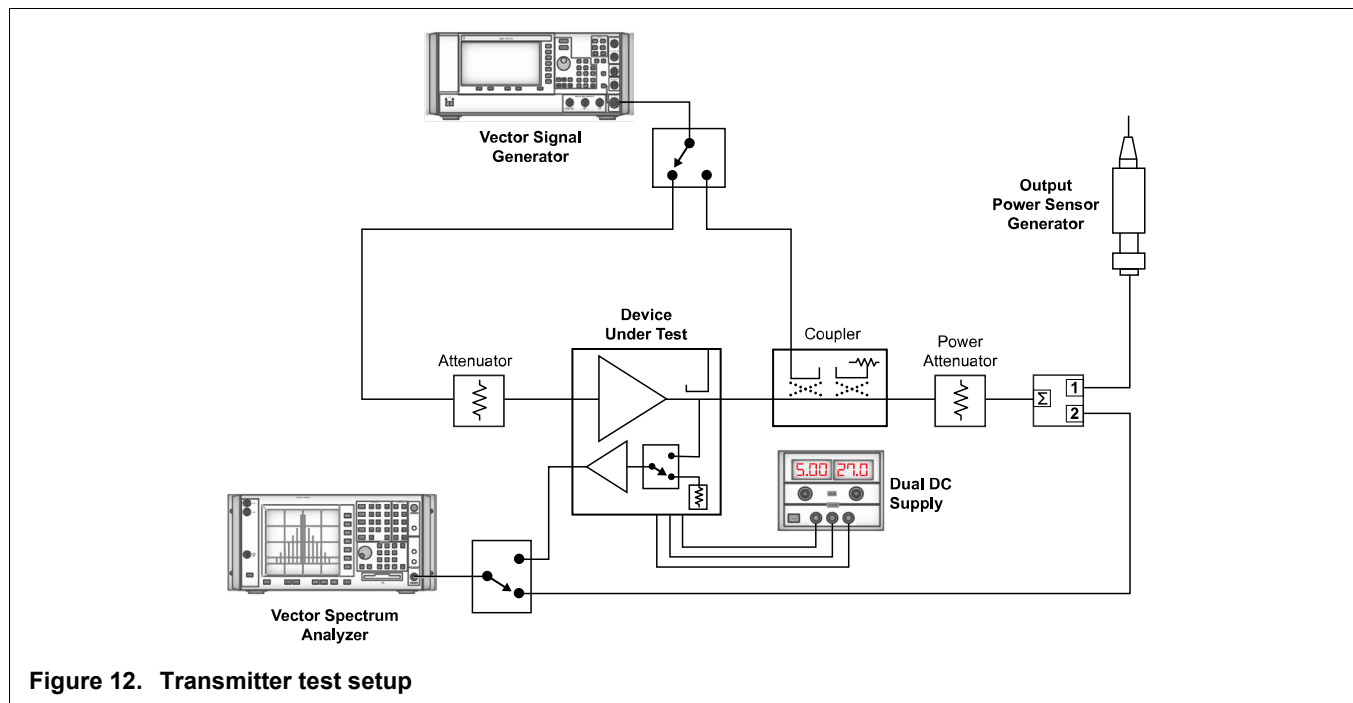 Vector Signal
Generator
Output
Power Sensor
Generator
Device
Under Test
Coupler
Power
Attenuator
Attenuator
Σ
1
2
5.00 27.0
Dual DC
Supply
Vector Spectrum
Analyzer
Figure 12. Transmitter test setup